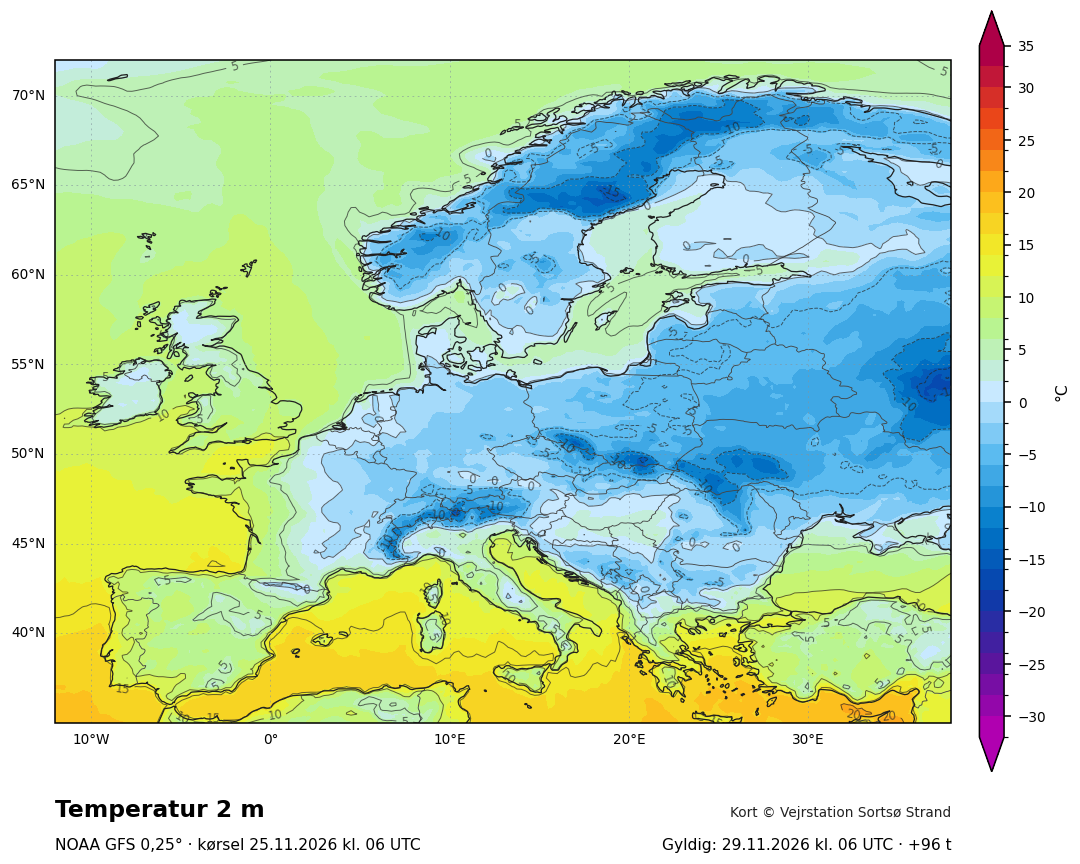 70°N
65°N
60°N
55°N
50°N
45°N
40°N
10°W
0°
10°E
20°E
30°E
35
30
25
20
15
10
5
0
−5
−10
−15
−20
−25
−30
°C
Temperatur 2 m
Kort © Vejrstation Sortsø Strand
NOAA GFS 0,25° · kørsel 25.11.2026 kl. 06 UTC
Gyldig: 29.11.2026 kl. 06 UTC · +96 t